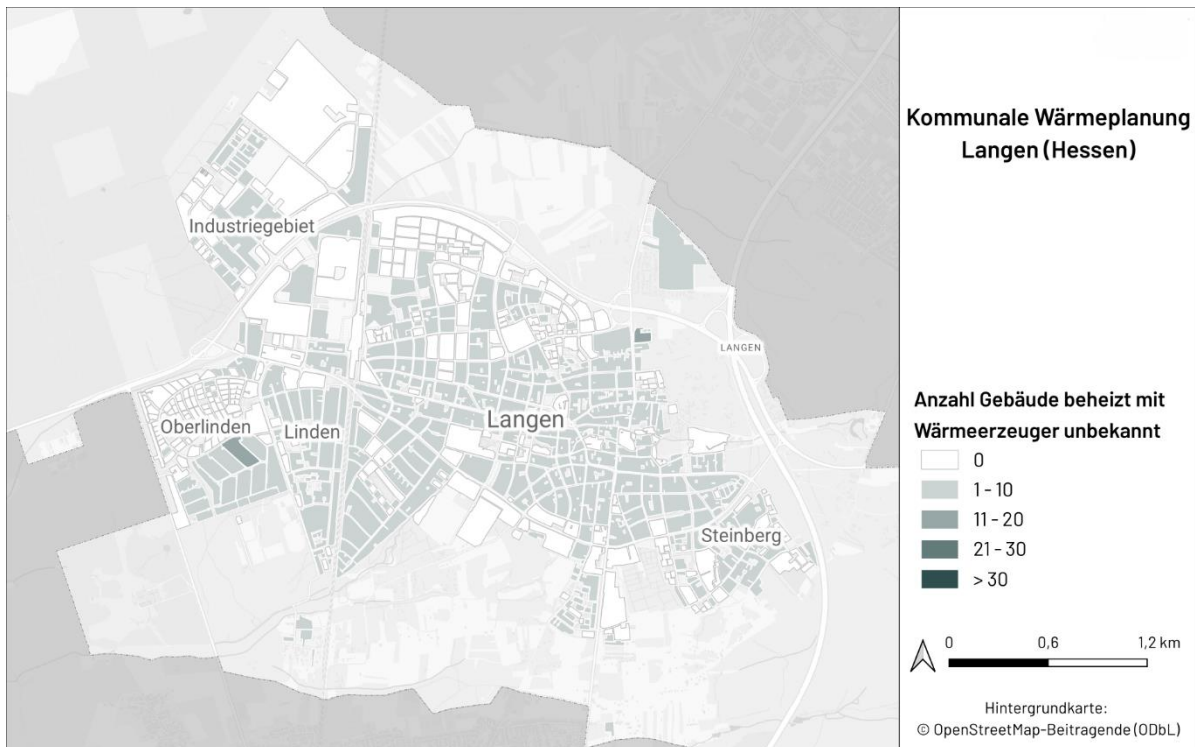 Kommunale Wärmeplanung
Langen (Hessen)
Industriegebiet
LANGEN
Oberlinden
Linden
Langen
Steinberg
Anzahl Gebäude beheizt mit
Wärmeerzeuger unbekannt
0
1 - 10
11 - 20
21 - 30
> 30
0 0,6 1,2 km
Hintergrundkarte:
© OpenStreetMap-Beitragende (ODbL)